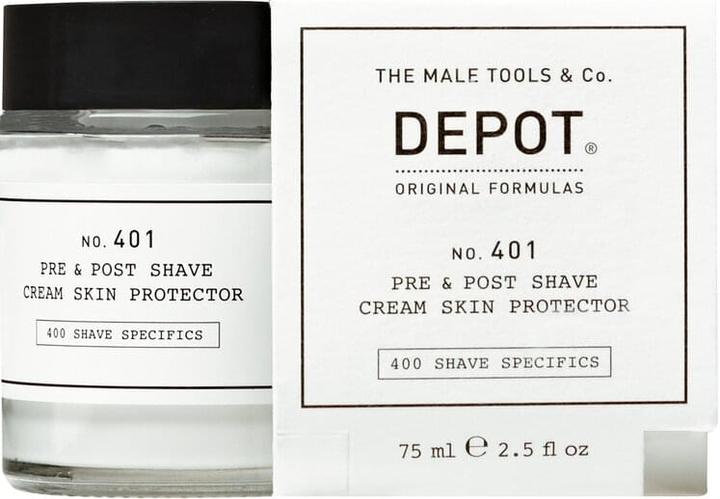 NO. 401
PRE & POST SHAVE
CREAM SKIN PROTECTOR
400 SHAVE SPECIFICS
THE MALE TOOLS & Co.
DEPOT®
ORIGINAL FORMULAS
NO. 401
PRE & POST SHAVE
CREAM SKIN PROTECTOR
400 SHAVE SPECIFICS
75 ml ℮ 2.5 fl oz